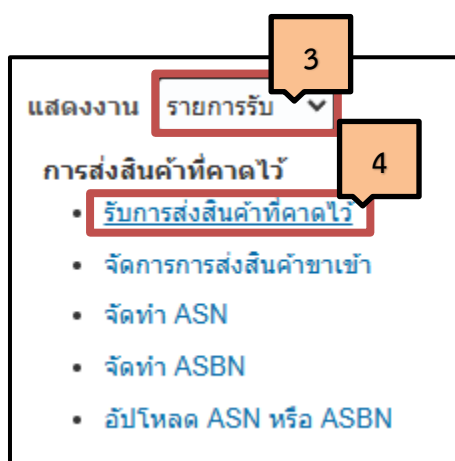 3
แสดงงาน รายการรับ
4
การส่งสินค้าที่คาดไว้
• รับการส่งสินค้าที่คาดไว้
• จัดการการส่งสินค้าขาเข้า
• จัดทำ ASN
• จัดทำ ASBN
• อัปโหลด ASN หรือ ASBN